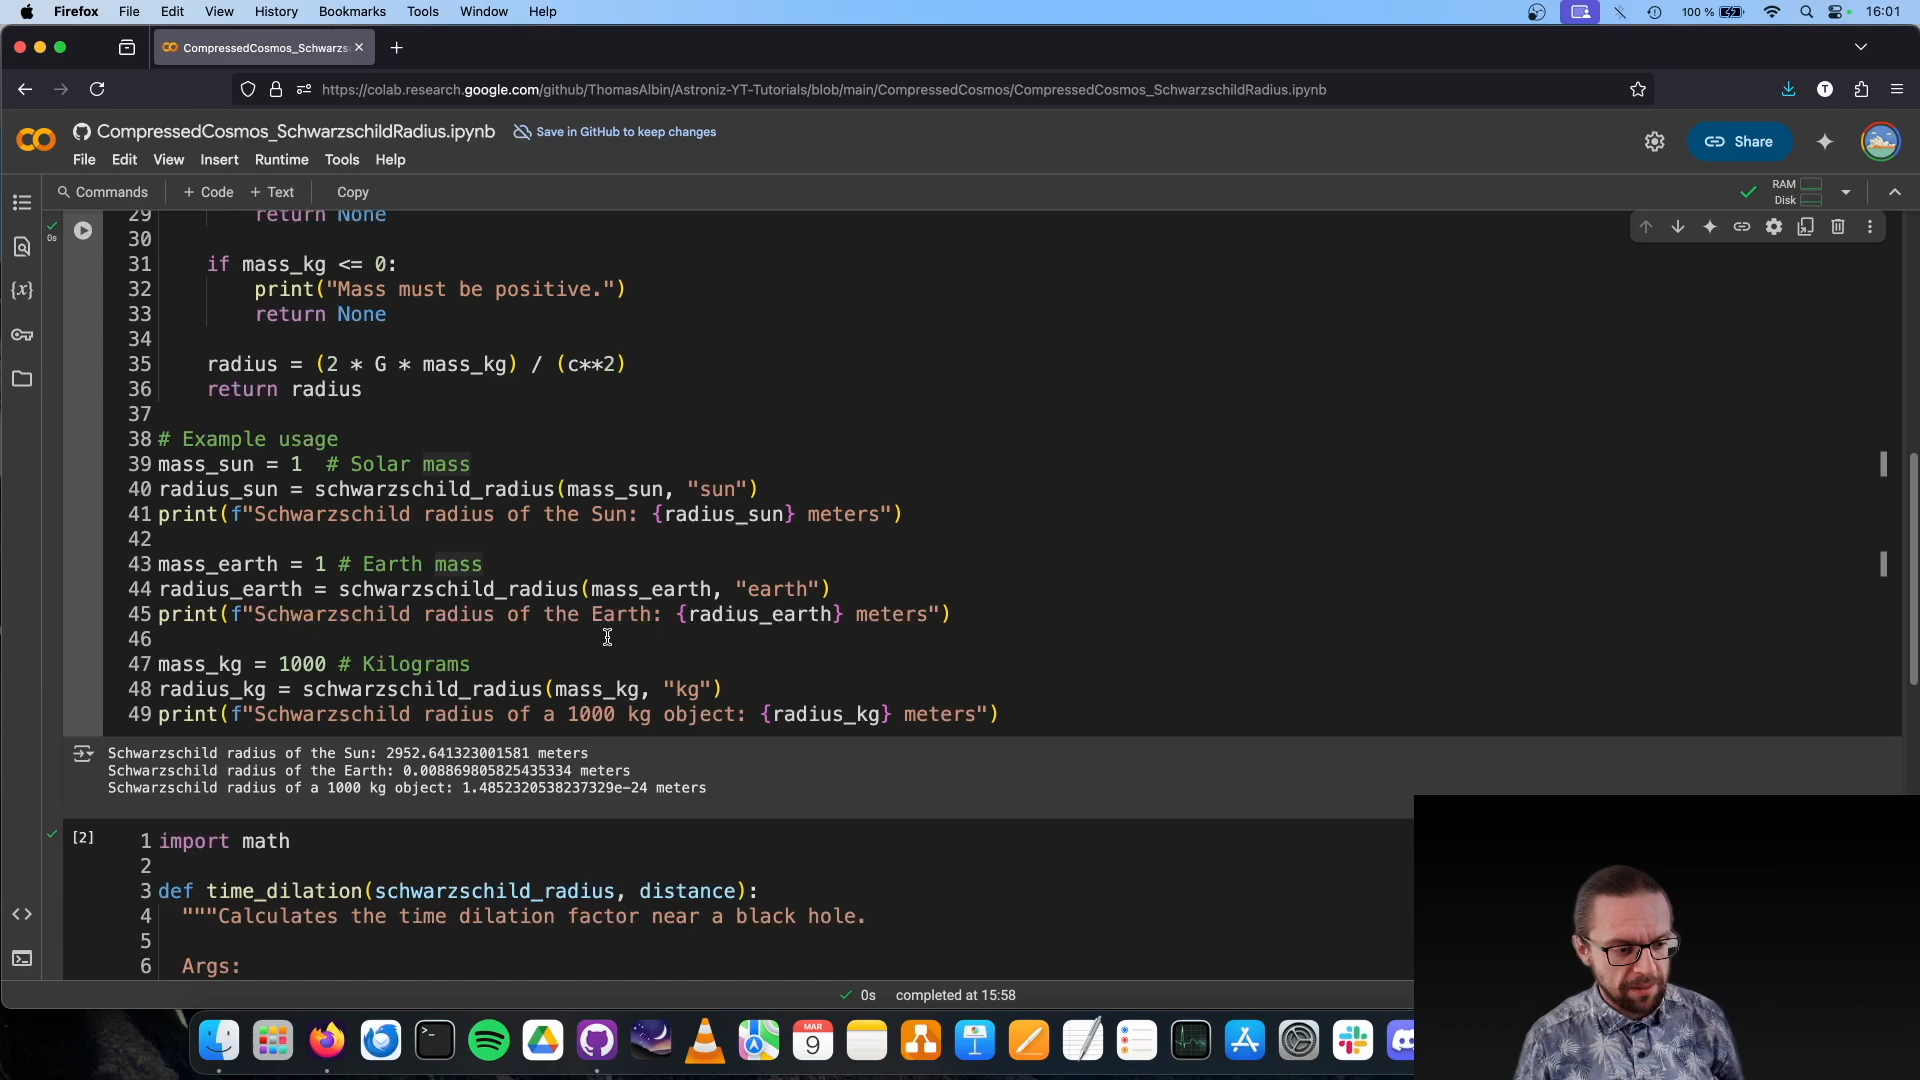 Firefox File Edit View History Bookmarks Tools Window Help 100 % 16:01
CompressedCosmos_Schwarzs
https://colab.research.google.com/github/ThomasAlbin/Astroniz-YT-Tutorials/blob/main/CompressedCosmos/CompressedCosmos_SchwarzschildRadius.ipynb T
CO CompressedCosmos_SchwarzschildRadius.ipynb Save in GitHub to keep changes Share
File Edit View Insert Runtime Tools Help
Commands + Code + Text Copy RAM
Disk
0s 29 return None
30
31 if mass_kg <= 0:
32 print("Mass must be positive.")
33 return None
34
35 radius = (2 * G * mass_kg) / (c**2)
36 return radius
37
38 # Example usage
39 mass_sun = 1 # Solar mass
40 radius_sun = schwarzschild_radius(mass_sun, "sun")
41 print(f"Schwarzschild radius of the Sun: {radius_sun} meters")
42
43 mass_earth = 1 # Earth mass
44 radius_earth = schwarzschild_radius(mass_earth, "earth")
45 print(f"Schwarzschild radius of the Earth: {radius_earth} meters")
46
47 mass_kg = 1000 # Kilograms
48 radius_kg = schwarzschild_radius(mass_kg, "kg")
49 print(f"Schwarzschild radius of a 1000 kg object: {radius_kg} meters")
Schwarzschild radius of the Sun: 2952.641323001581 meters
Schwarzschild radius of the Earth: 0.008869805825435334 meters
Schwarzschild radius of a 1000 kg object: 1.4852320538237329e-24 meters
[2] 1 import math
2
3 def time_dilation(schwarzschild_radius, distance):
4 """Calculates the time dilation factor near a black hole.
5
6 Args:
0s completed at 15:58
MAR
9